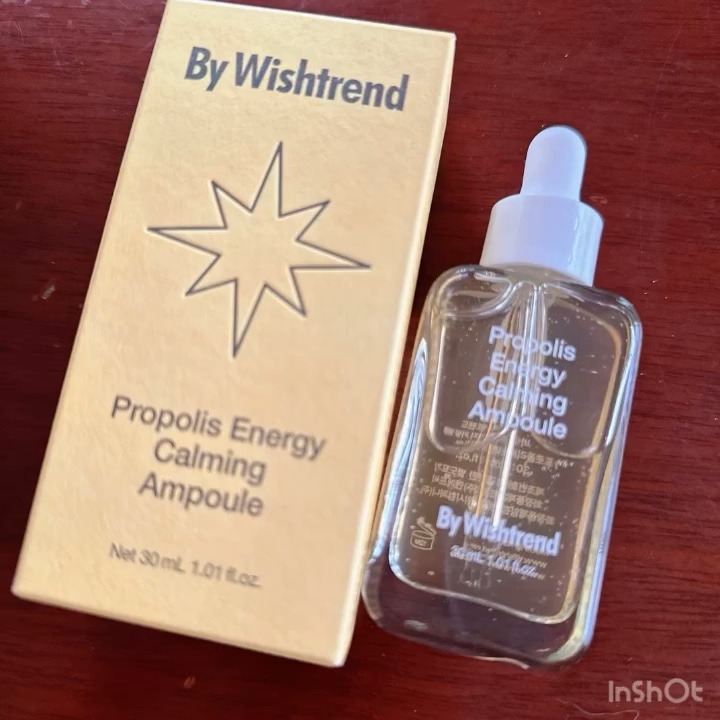 By Wishtrend
Propolis Energy
Calming
Ampoule
Net 30 mL 1.01 fl.oz.
Propolis
Energy
Calming
Ampoule
By Wishtrend
30 mL 1.01 fl.oz.
InShOt